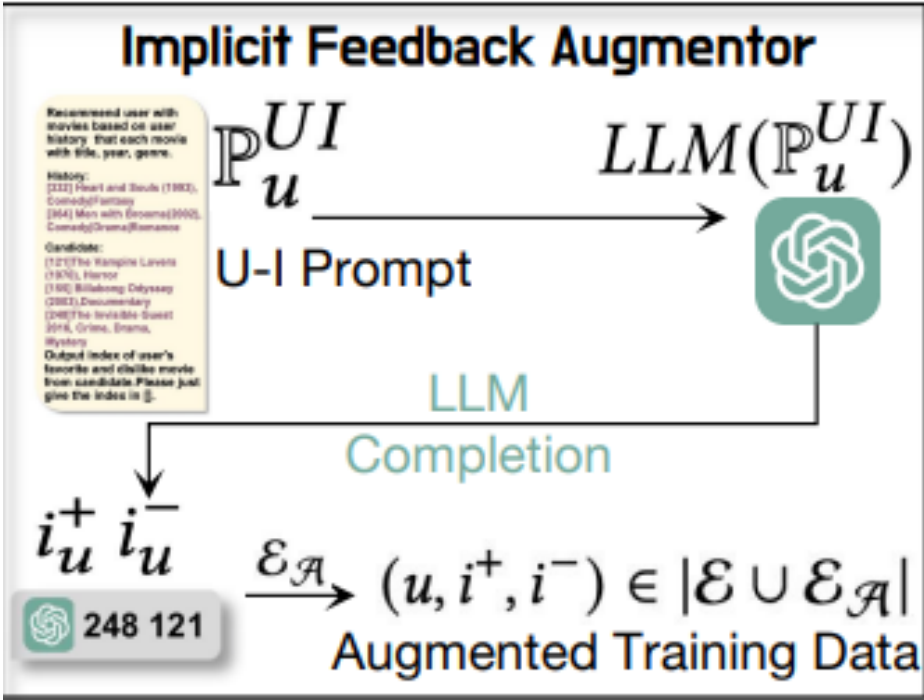 Implicit Feedback Augmentor
Recommend user with
movies based on user
history that each movie
with title, year, genre.
History:
[332] Heart and Souls (1993),
Comedy|Fantasy
[364] Men with Brooms(2002),
Comedy|Drama|Romance
Candidate:
[121]The Vampire Lovers
(1970), Horror
[155] Billabong Odyssey
(2003),Documentary
[248]The Invisible Guest
2016, Crime, Drama,
Mystery
Output index of user's
favorite and dislike movie
from candidate.Please just
give the index in [].
ℙ_u^{UI}
U-I Prompt
LLM(ℙ_u^{UI})
LLM
Completion
i_u^+ i_u^-
248 121
ℰ_𝒜
(u, i^+, i^-) ∈ |ℰ ∪ ℰ_𝒜|
Augmented Training Data